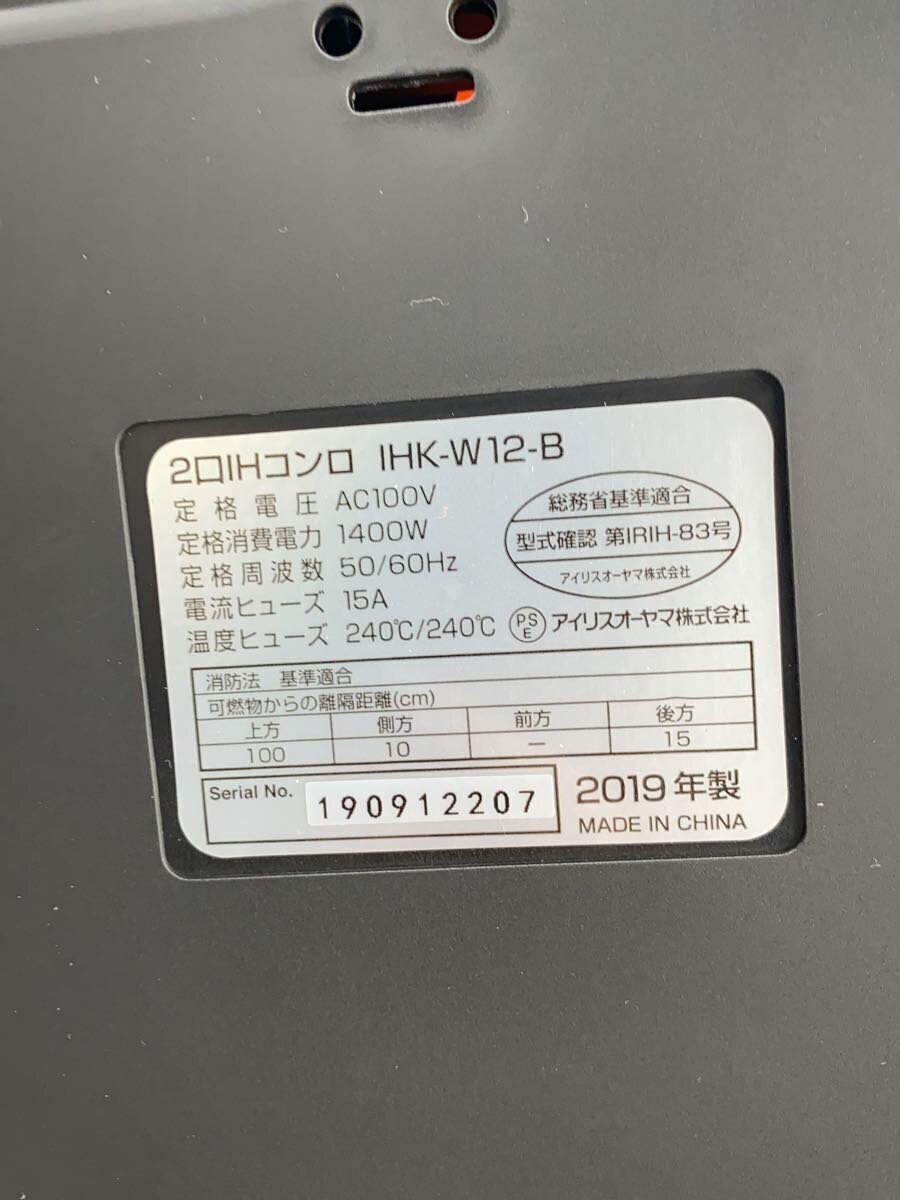 2口IHコンロ IHK-W12-B
定格電圧 AC100V
定格消費電力 1400W
定格周波数 50/60Hz
電流ヒューズ 15A
温度ヒューズ 240℃/240℃
総務省基準適合
型式確認 第IRIH-83号
アイリスオーヤマ株式会社
PSE アイリスオーヤマ株式会社
消防法 基準適合
可燃物からの離隔距離(cm)
上方 側方 前方 後方
100 10 － 15
Serial No. 190912207
2019年製
MADE IN CHINA